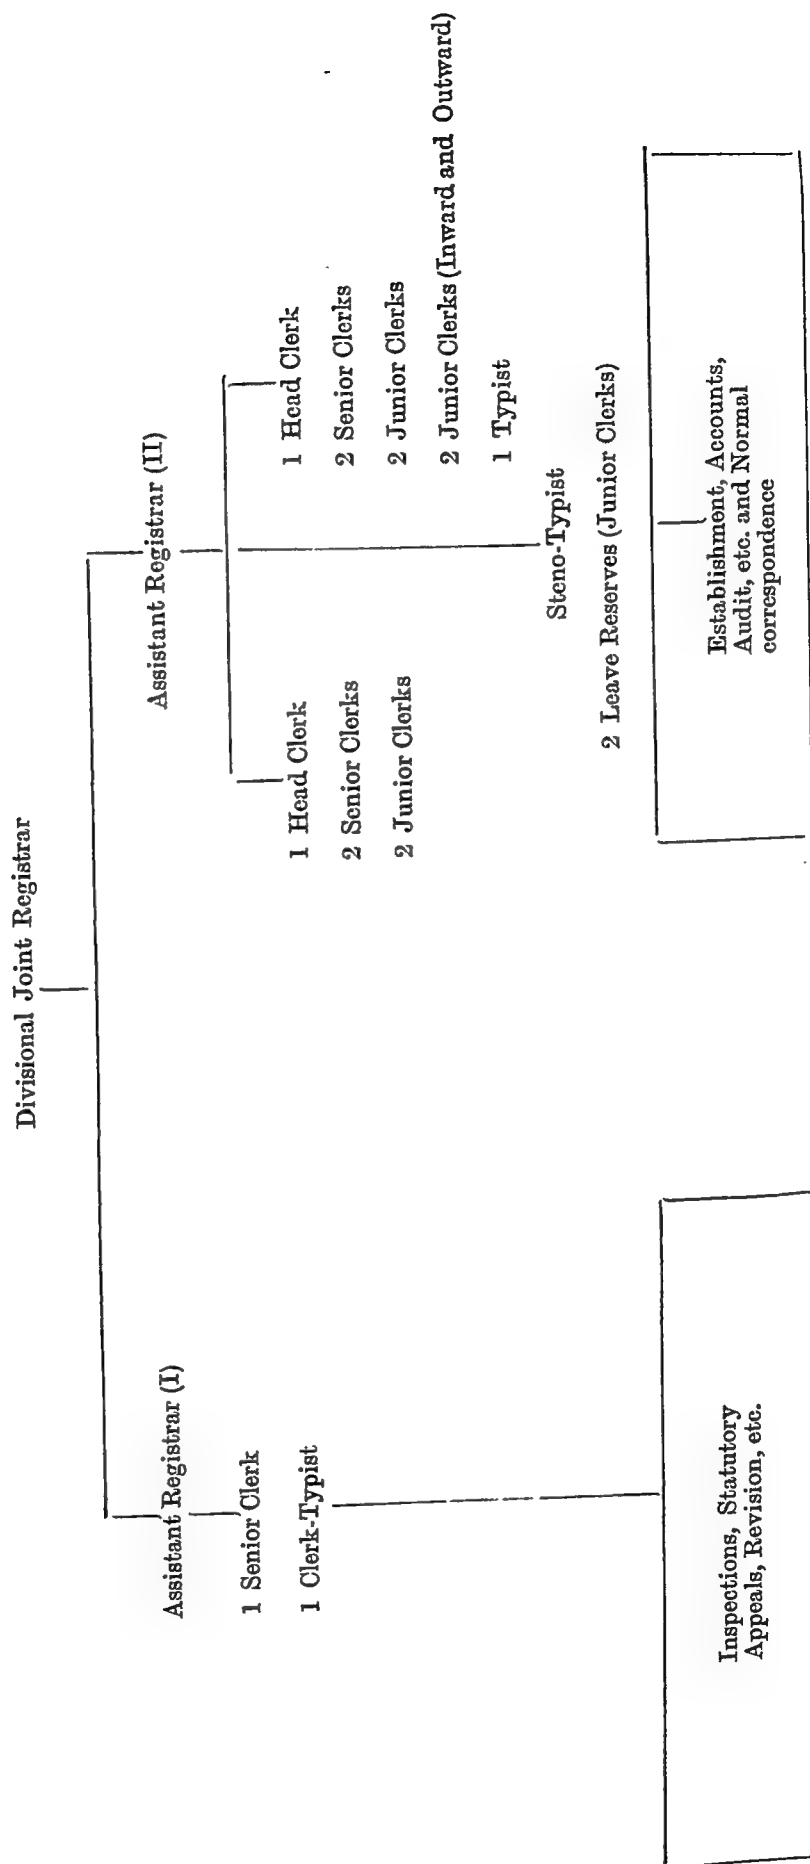 Divisional Joint Registrar
Assistant Registrar (I)
1 Senior Clerk
1 Clerk-Typist
Inspections, Statutory
Appeals, Revision, etc.
Assistant Registrar (II)
1 Head Clerk
2 Senior Clerks
2 Junior Clerks
1 Head Clerk
2 Senior Clerks
2 Junior Clerks
2 Junior Clerks (Inward and Outward)
1 Typist
Steno-Typist
2 Leave Reserves (Junior Clerks)
Establishment, Accounts,
Audit, etc. and Normal
correspondence